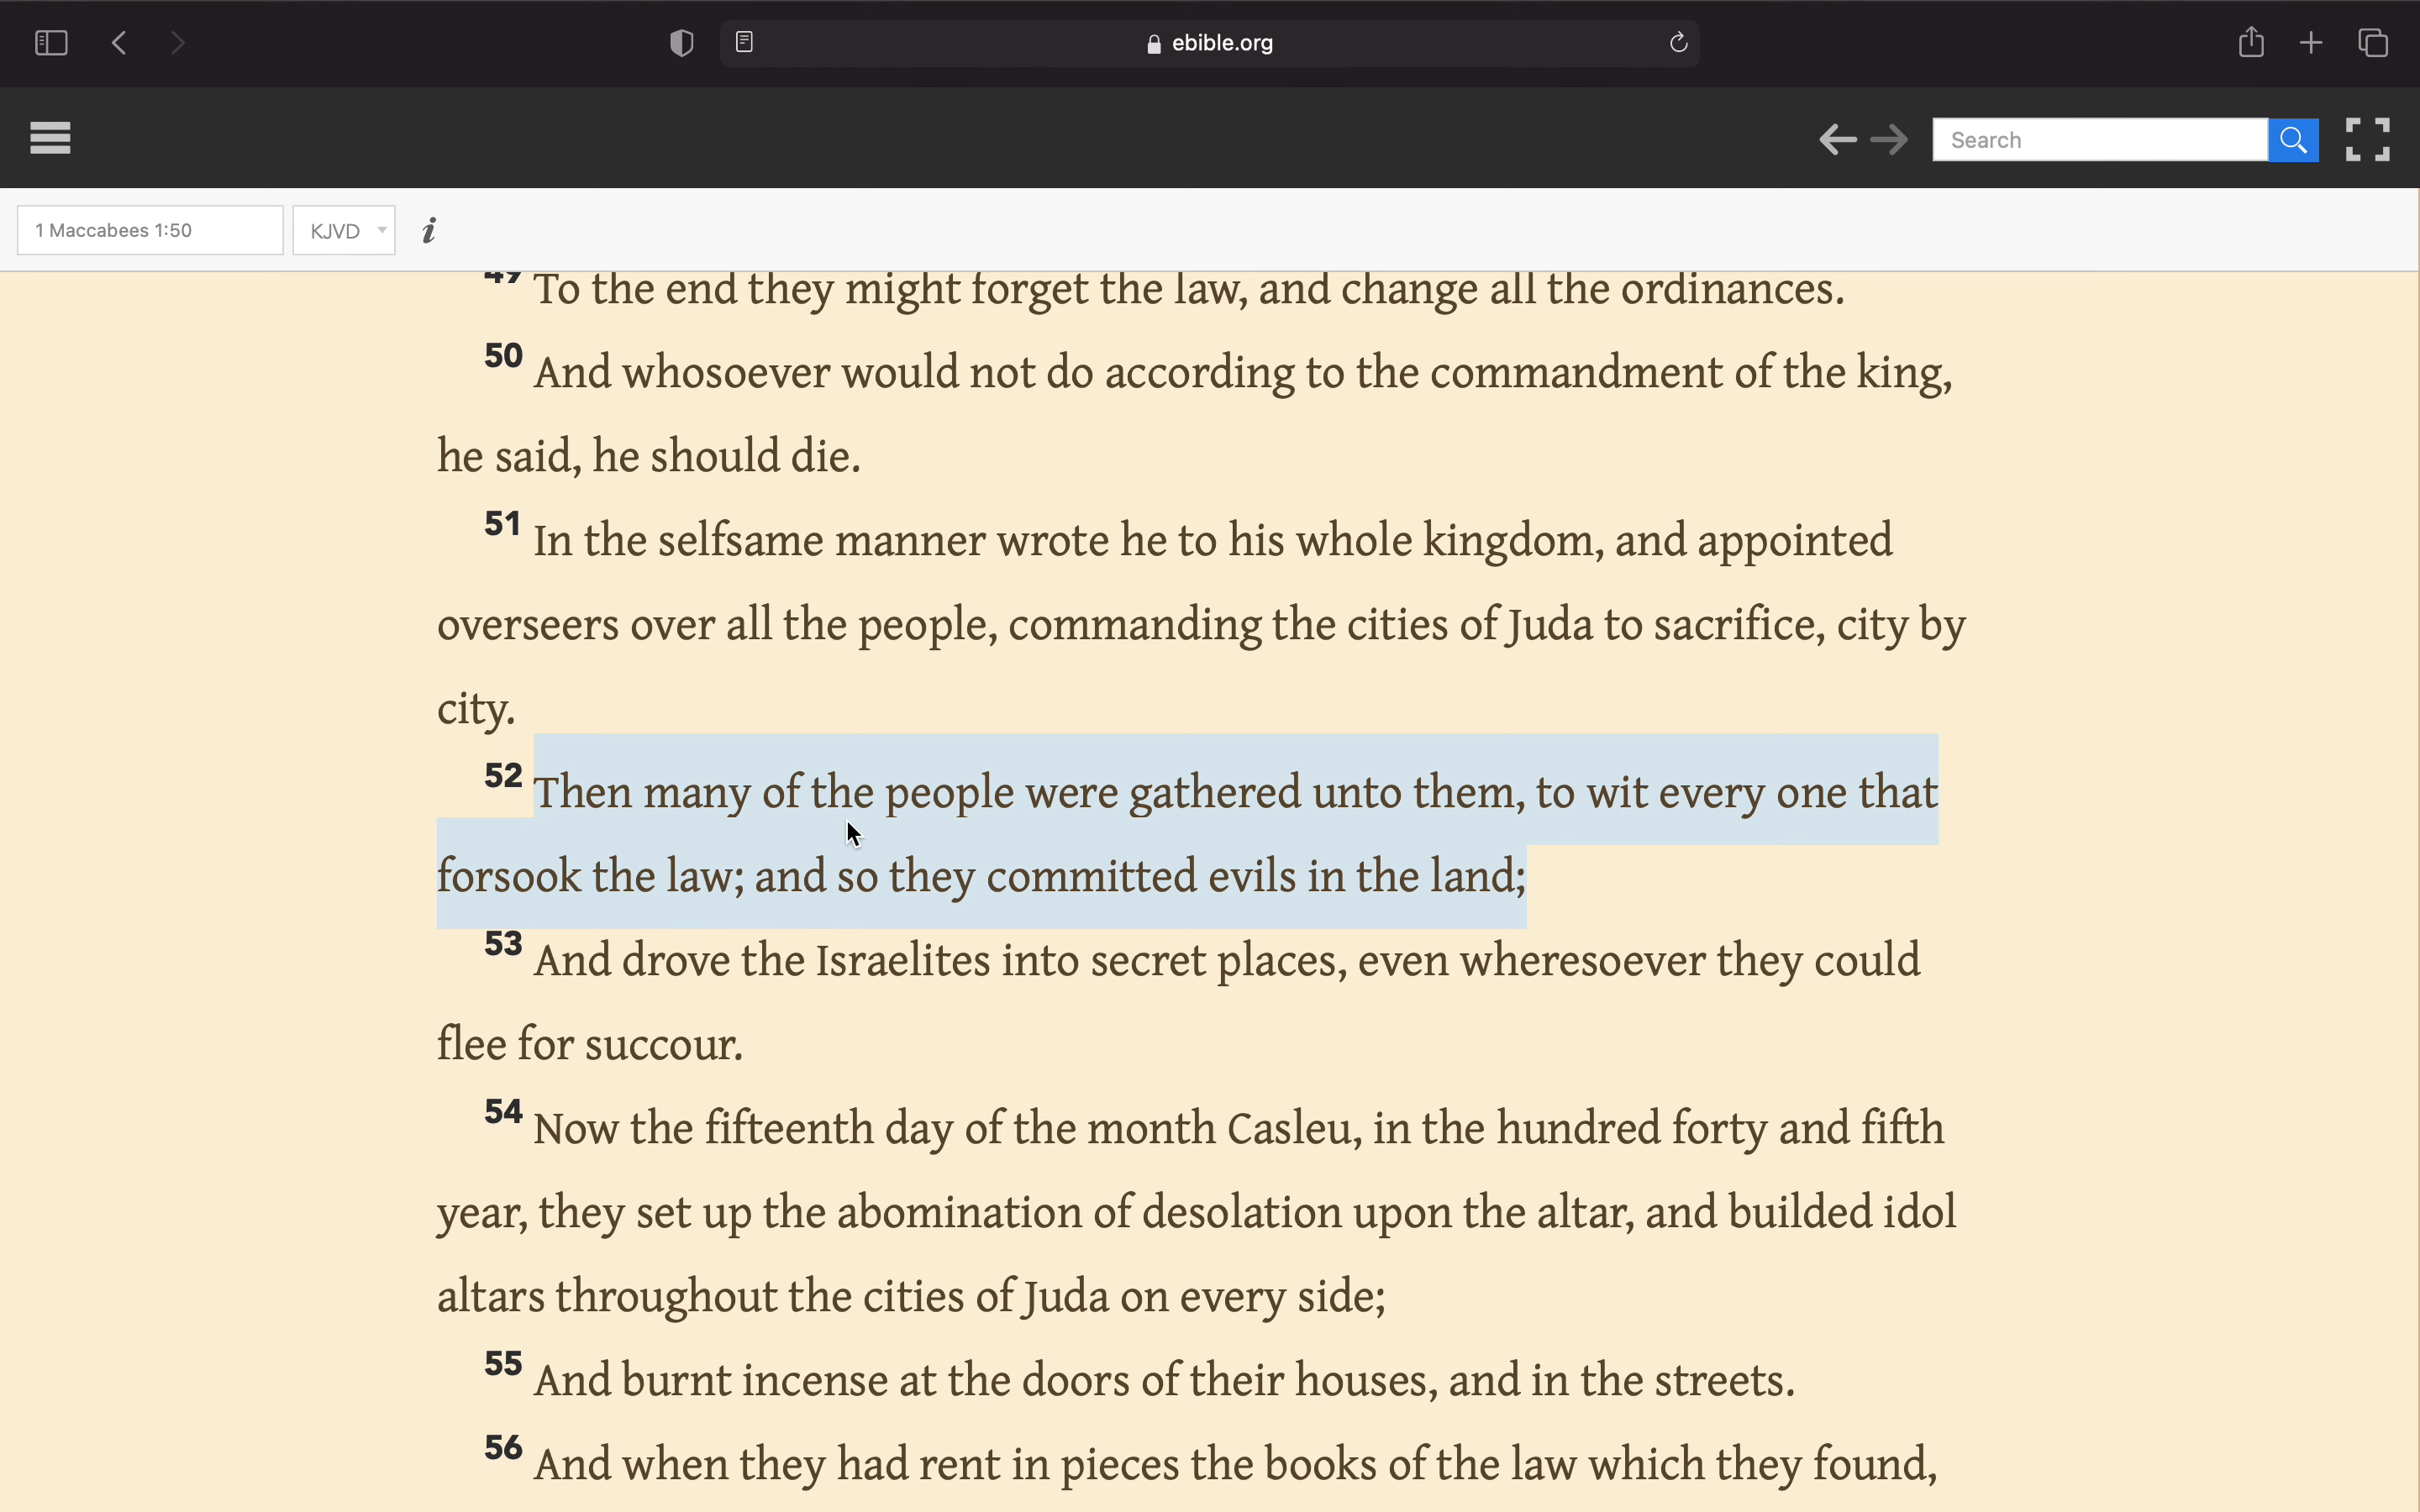 ebible.org
Search
1 Maccabees 1:50 KJVD i
49 To the end they might forget the law, and change all the ordinances.
50 And whosoever would not do according to the commandment of the king,
he said, he should die.
51 In the selfsame manner wrote he to his whole kingdom, and appointed
overseers over all the people, commanding the cities of Juda to sacrifice, city by
city.
52 Then many of the people were gathered unto them, to wit every one that
forsook the law; and so they committed evils in the land;
53 And drove the Israelites into secret places, even wheresoever they could
flee for succour.
54 Now the fifteenth day of the month Casleu, in the hundred forty and fifth
year, they set up the abomination of desolation upon the altar, and builded idol
altars throughout the cities of Juda on every side;
55 And burnt incense at the doors of their houses, and in the streets.
56 And when they had rent in pieces the books of the law which they found,